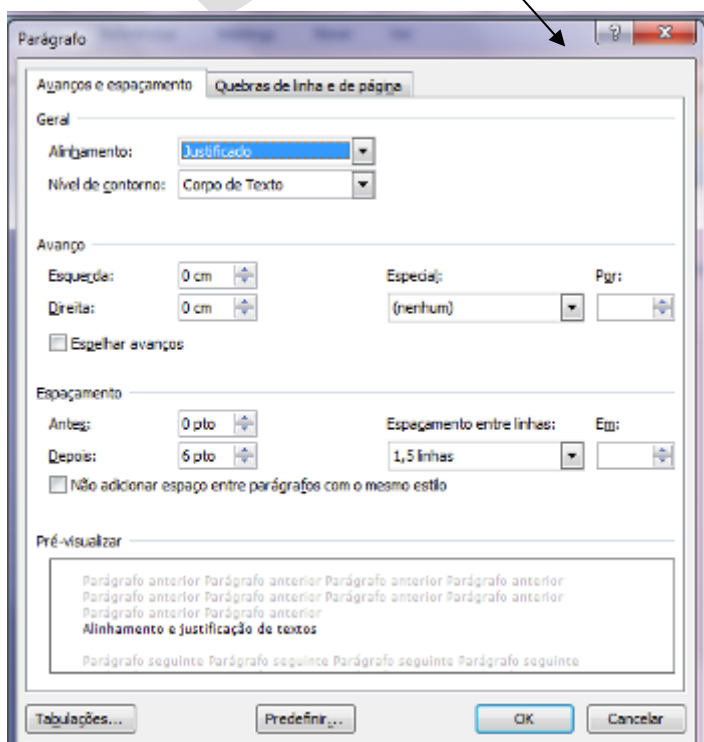 Parágrafo
Avanços e espaçamento Quebras de linha e de página
Geral
Alinhamento: Justificado
Nível de contorno: Corpo de Texto
Avanço
Esquerda: 0 cm Especial: Por:
Direita: 0 cm (nenhum)
Espelhar avanços
Espaçamento
Antes: 0 pto Espaçamento entre linhas: Em:
Depois: 6 pto 1,5 linhas
Não adicionar espaço entre parágrafos com o mesmo estilo
Pré-visualizar
Parágrafo anterior Parágrafo anterior Parágrafo anterior Parágrafo anterior
Parágrafo anterior Parágrafo anterior Parágrafo anterior Parágrafo anterior
Parágrafo anterior Parágrafo anterior
Alinhamento e justificação de textos
Parágrafo seguinte Parágrafo seguinte Parágrafo seguinte Parágrafo seguinte
Tabulações... Predefinir... OK Cancelar